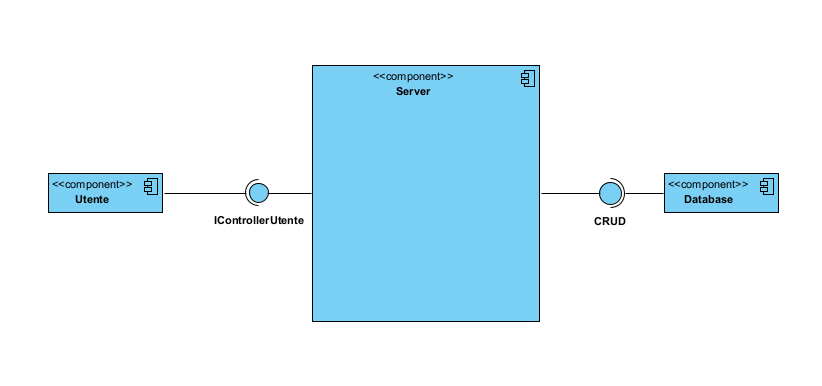 <<component>>
Server
<<component>>
Utente
IControllerUtente
CRUD
<<component>>
Database